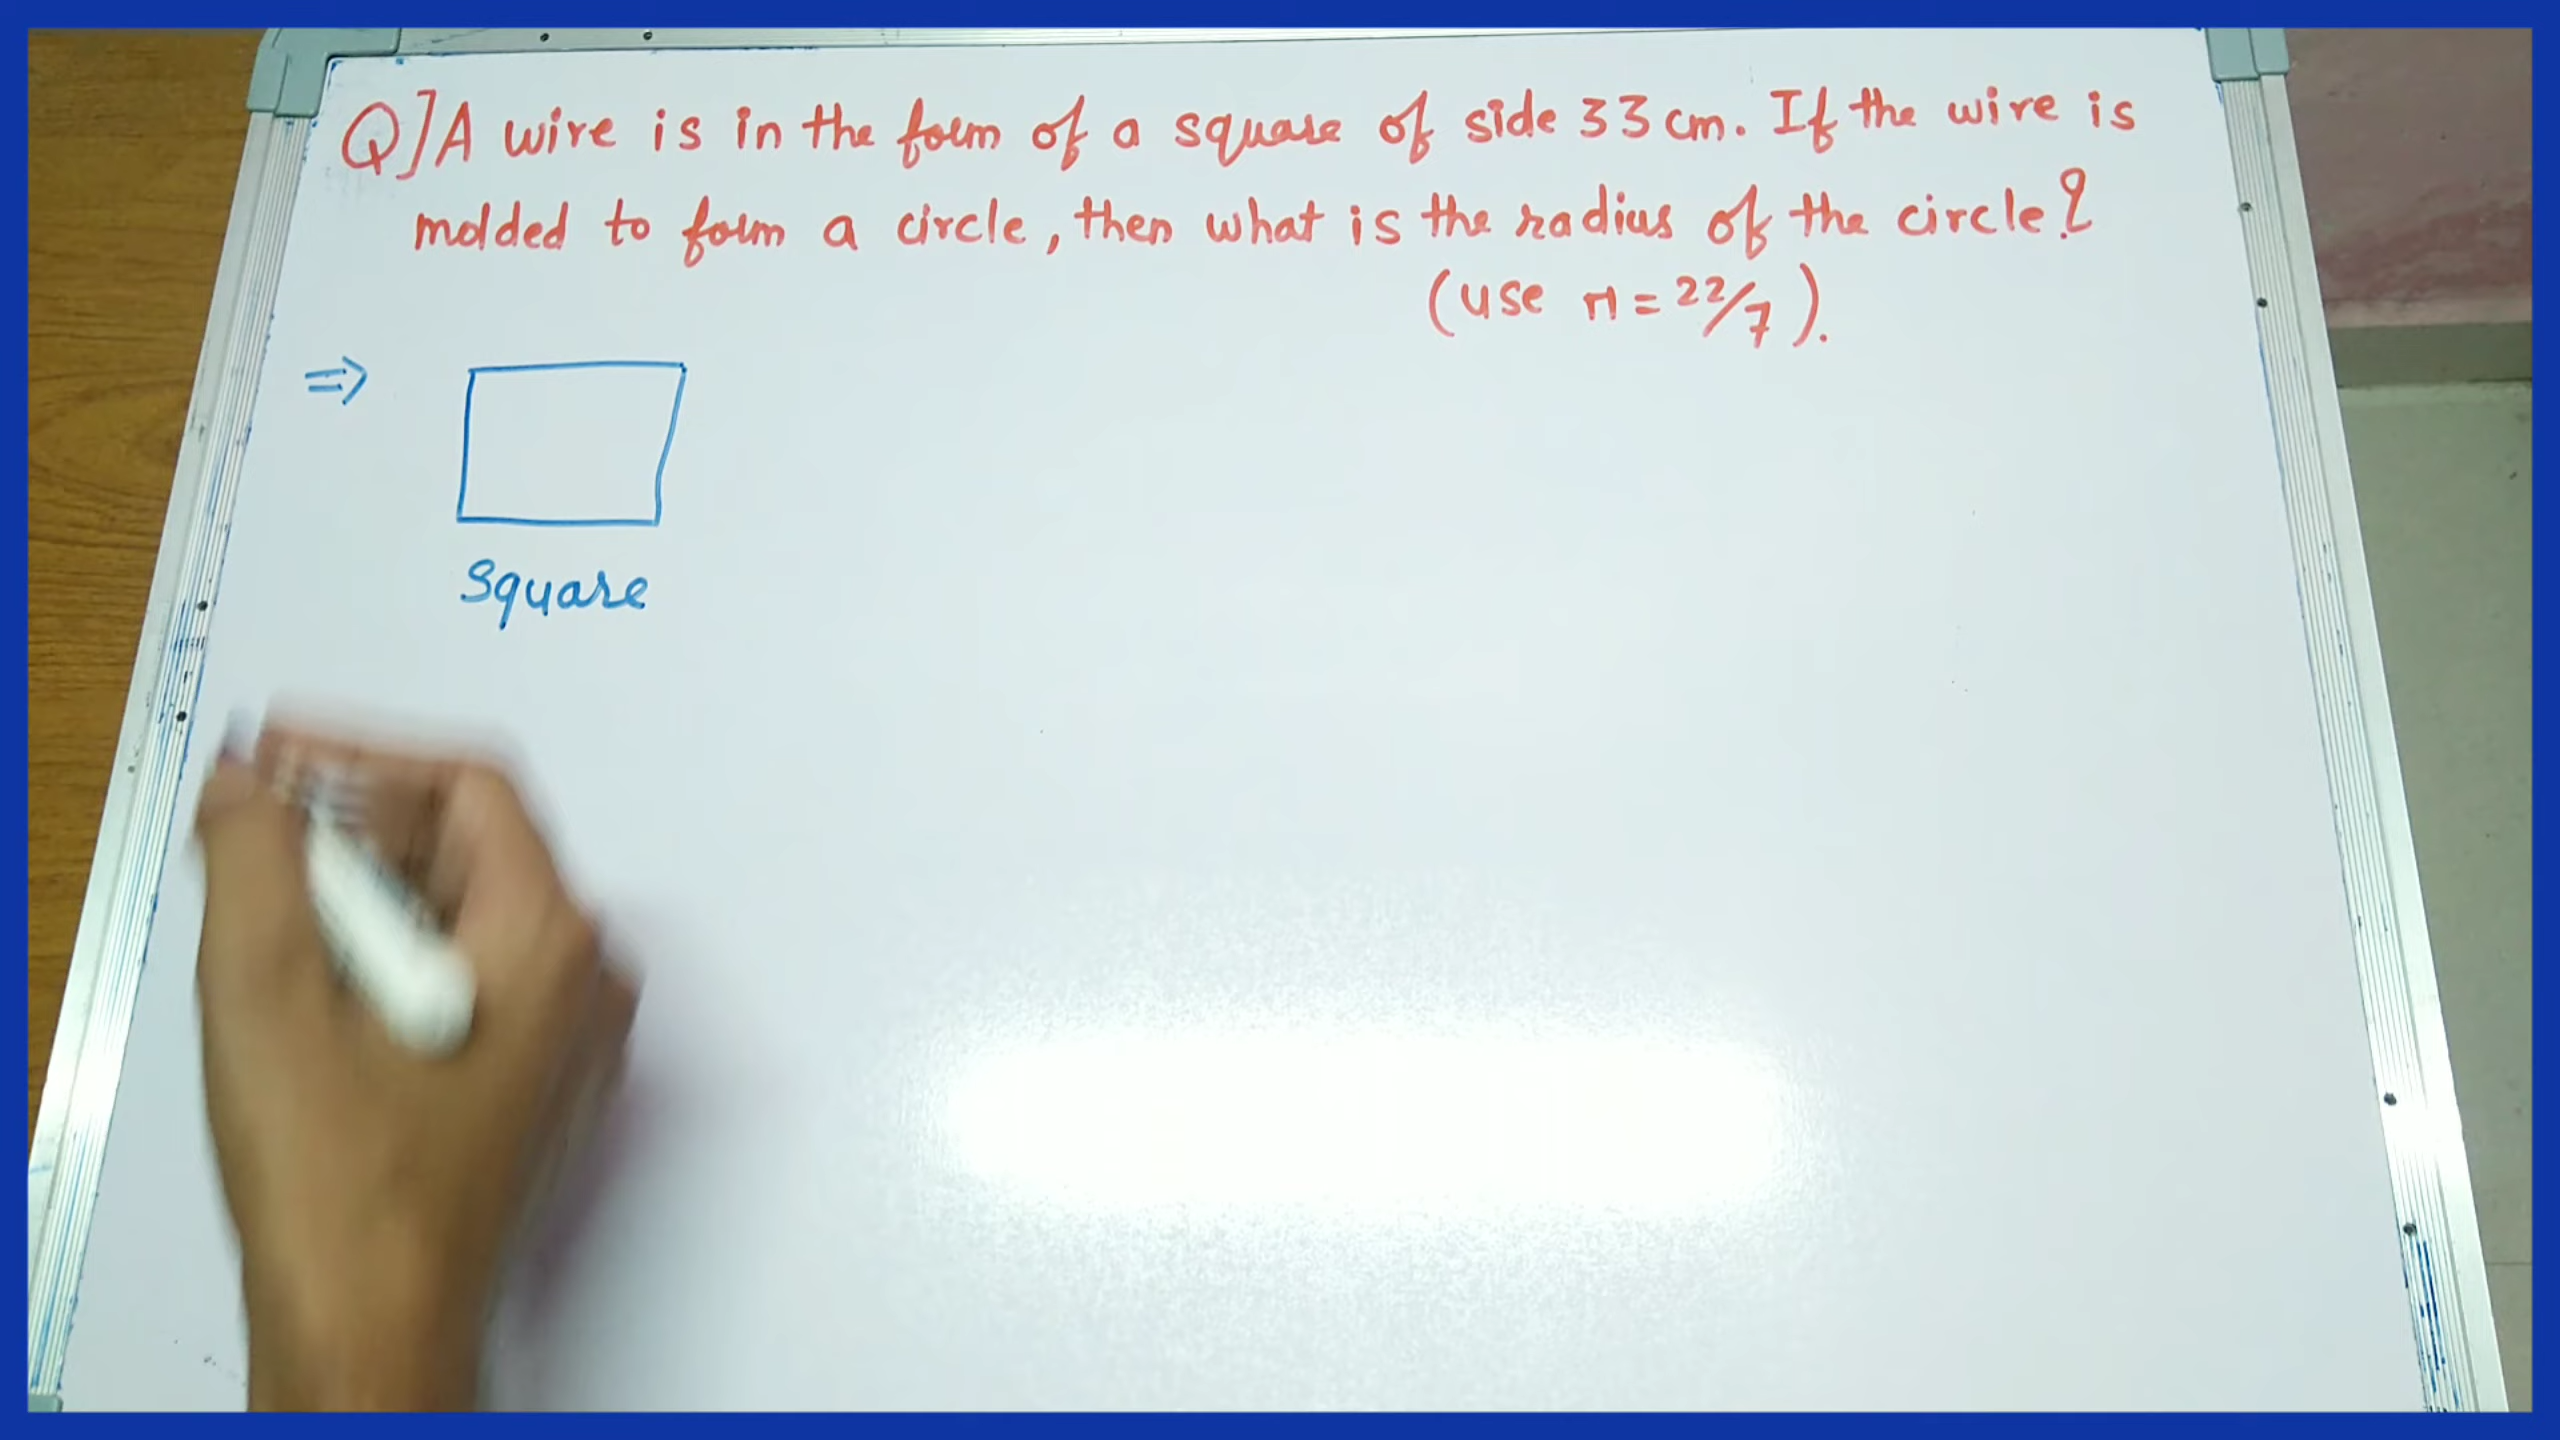 Q] A wire is in the form of a square of side 33 cm. If the wire is
molded to form a circle, then what is the radius of the circle?
(use π = 22/7).
⇒
Square